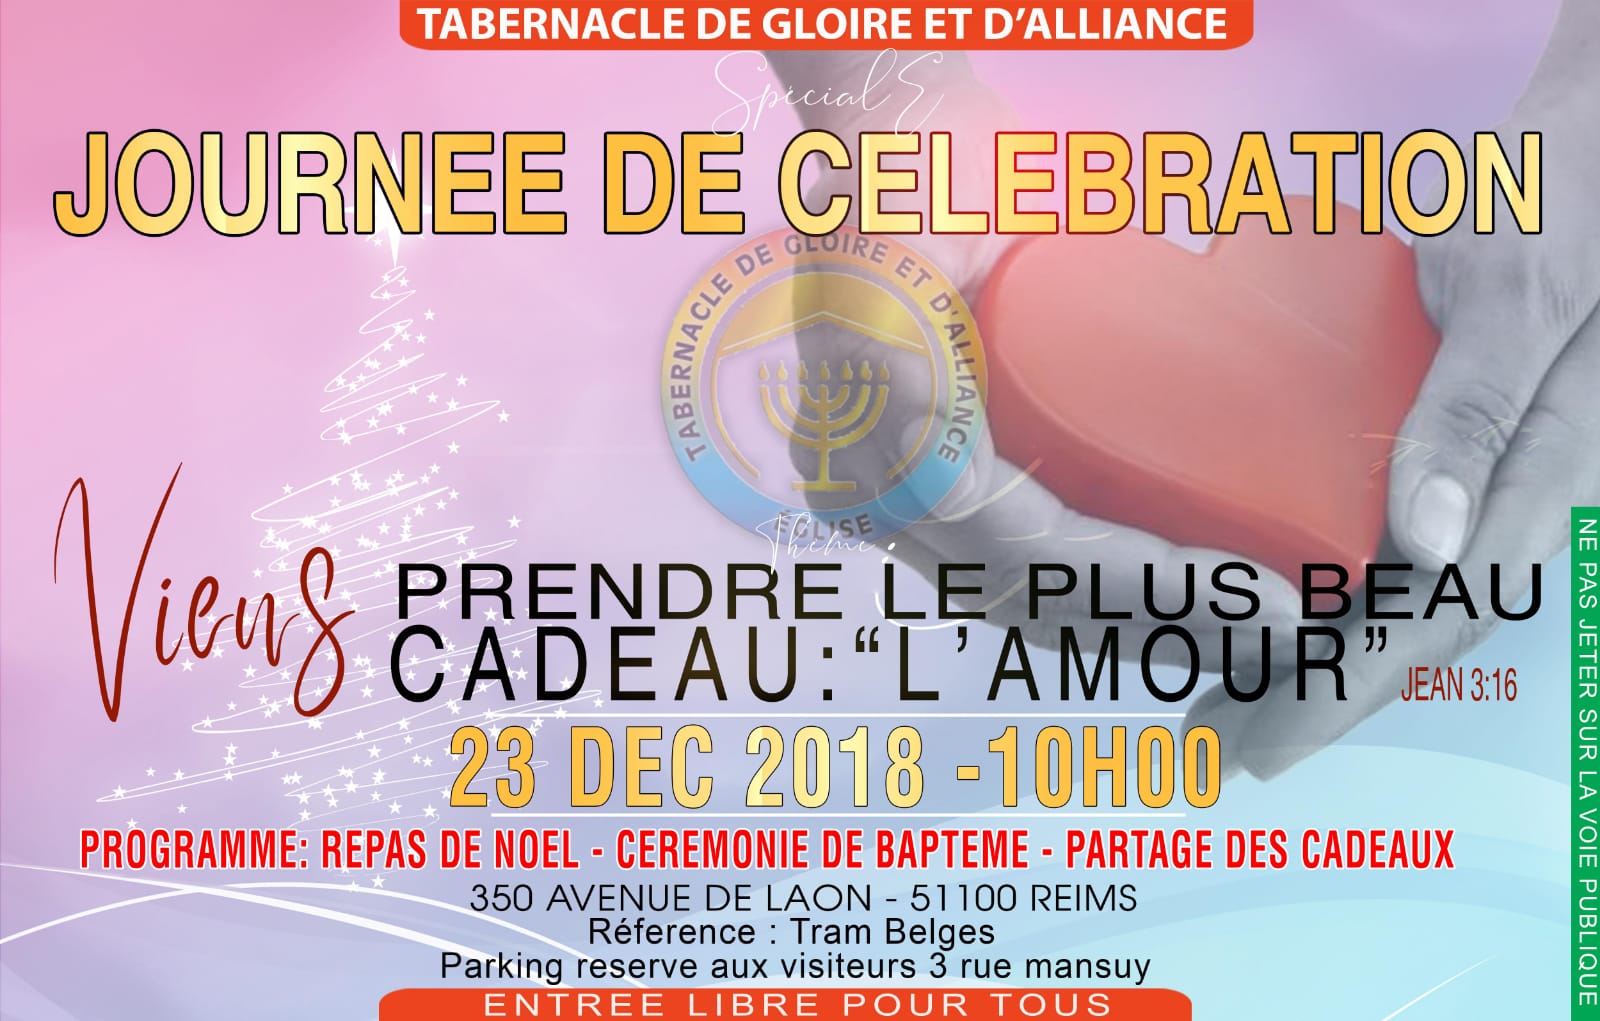 TABERNACLE DE GLOIRE ET D’ALLIANCE
Spécial E
JOURNEE DE CELEBRATION
TABERNACLE DE GLOIRE ET D'ALLIANCE
ÉGLISE
Thème:
Viens PRENDRE LE PLUS BEAU
CADEAU: “L’AMOUR” JEAN 3:16
23 DEC 2018 -10H00
PROGRAMME: REPAS DE NOEL - CEREMONIE DE BAPTEME - PARTAGE DES CADEAUX
350 AVENUE DE LAON - 51100 REIMS
Réference : Tram Belges
Parking reserve aux visiteurs 3 rue mansuy
ENTREE LIBRE POUR TOUS
NE PAS JETER SUR LA VOIE PUBLIQUE